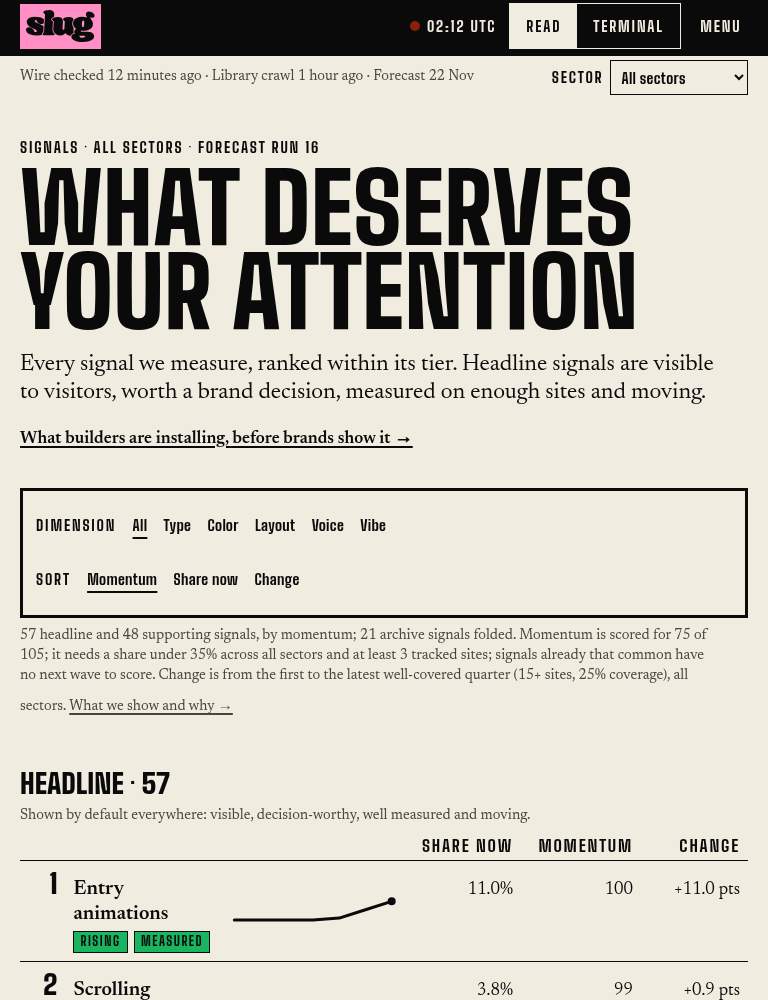 slug
02:12 UTC
READ
TERMINAL
MENU
Wire checked 12 minutes ago · Library crawl 1 hour ago · Forecast 22 Nov
SECTOR
All sectors
SIGNALS · ALL SECTORS · FORECAST RUN 16
WHAT DESERVES
YOUR ATTENTION
Every signal we measure, ranked within its tier. Headline signals are visible
to visitors, worth a brand decision, measured on enough sites and moving.
What builders are installing, before brands show it →
DIMENSION All Type Color Layout Voice Vibe
SORT Momentum Share now Change
57 headline and 48 supporting signals, by momentum; 21 archive signals folded. Momentum is scored for 75 of
105; it needs a share under 35% across all sectors and at least 3 tracked sites; signals already that common have
no next wave to score. Change is from the first to the latest well-covered quarter (15+ sites, 25% coverage), all
sectors. What we show and why →
HEADLINE · 57
Shown by default everywhere: visible, decision-worthy, well measured and moving.
SHARE NOW MOMENTUM CHANGE
1 Entry animations 11.0% 100 +11.0 pts
RISING MEASURED
2 Scrolling 3.8% 99 +0.9 pts